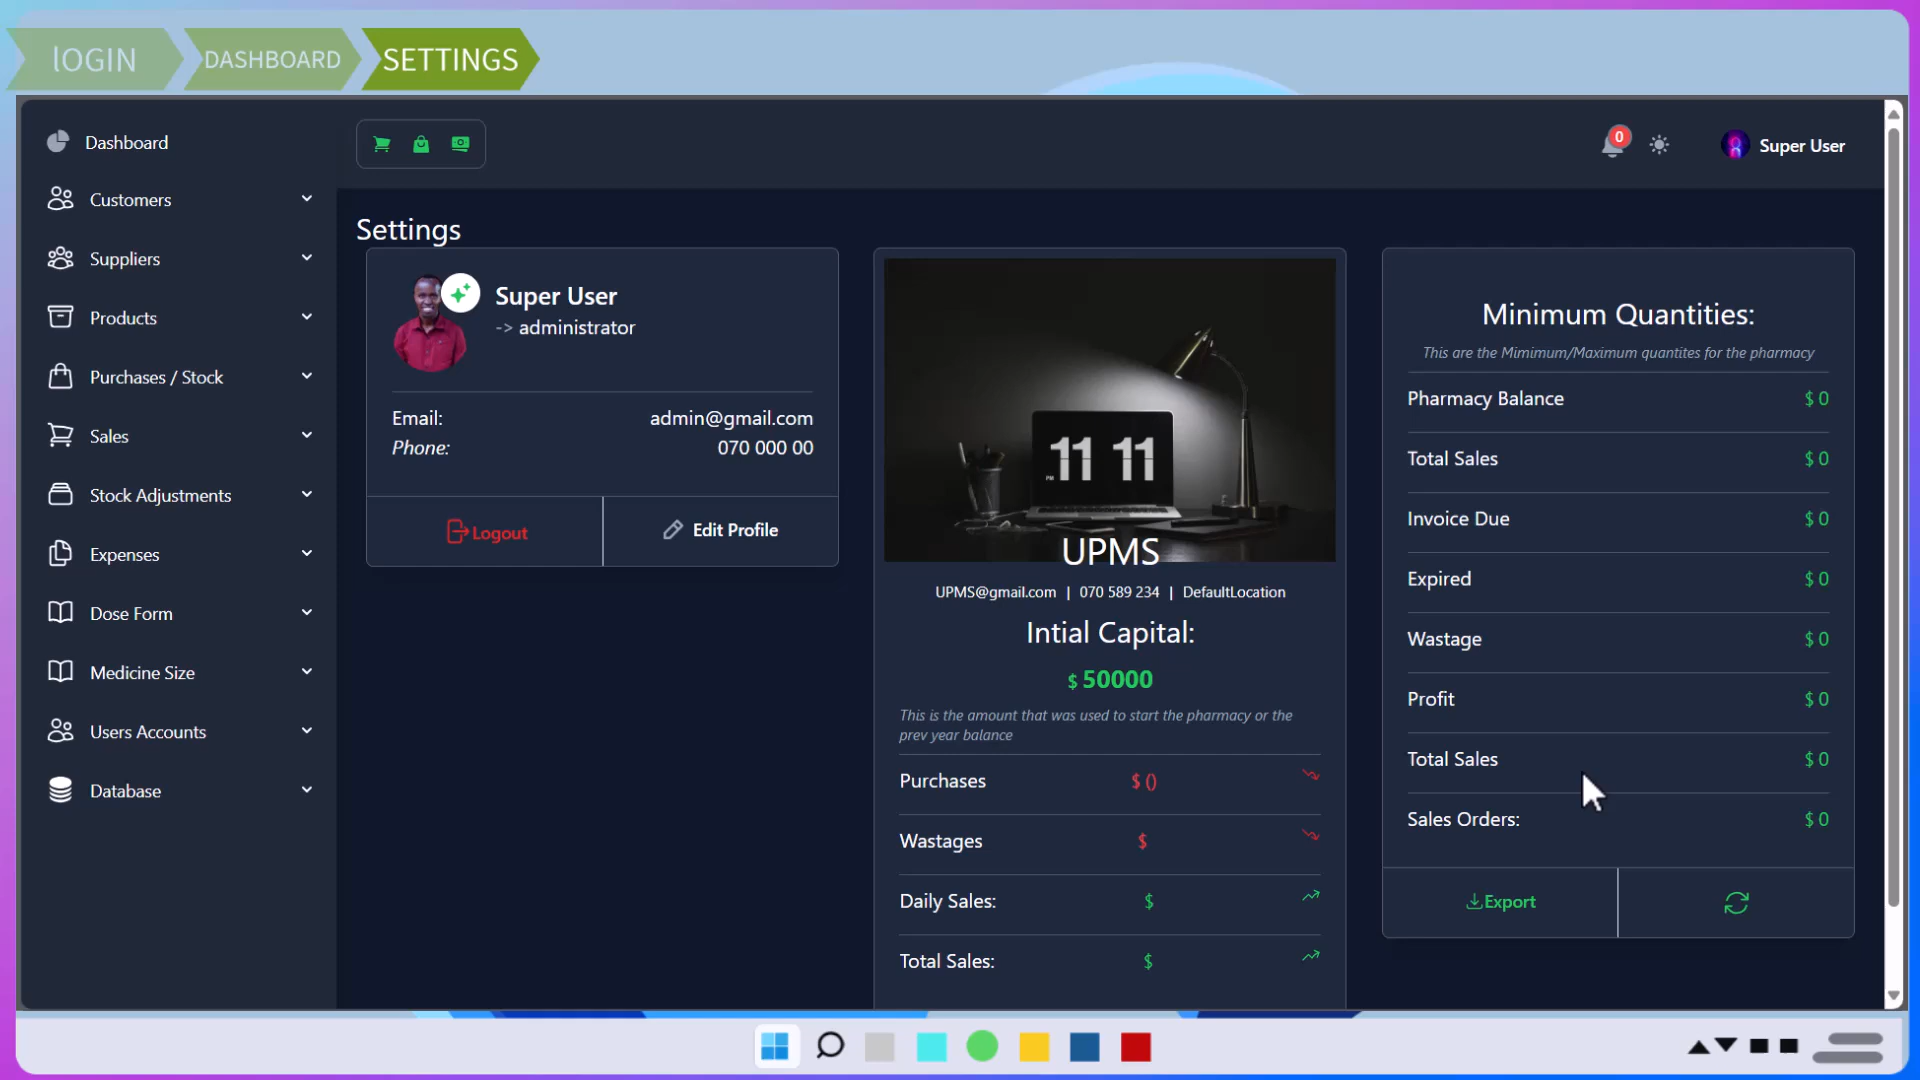 lOGIN
DASHBOARD
SETTINGS
Dashboard
Customers
Suppliers
Products
Purchases / Stock
Sales
Stock Adjustments
Expenses
Dose Form
Medicine Size
Users Accounts
Database
0
Super User
Settings
Super User
-> administrator
Email: admin@gmail.com
Phone: 070 000 00
Logout
Edit Profile
PM 11 11
UPMS
UPMS@gmail.com | 070 589 234 | DefaultLocation
Intial Capital:
$ 50000
This is the amount that was used to start the pharmacy or the
prev year balance
Purchases $ ()
Wastages $
Daily Sales: $
Total Sales: $
Minimum Quantities:
This are the Mimimum/Maximum quantites for the pharmacy
Pharmacy Balance $ 0
Total Sales $ 0
Invoice Due $ 0
Expired $ 0
Wastage $ 0
Profit $ 0
Total Sales $ 0
Sales Orders: $ 0
Export